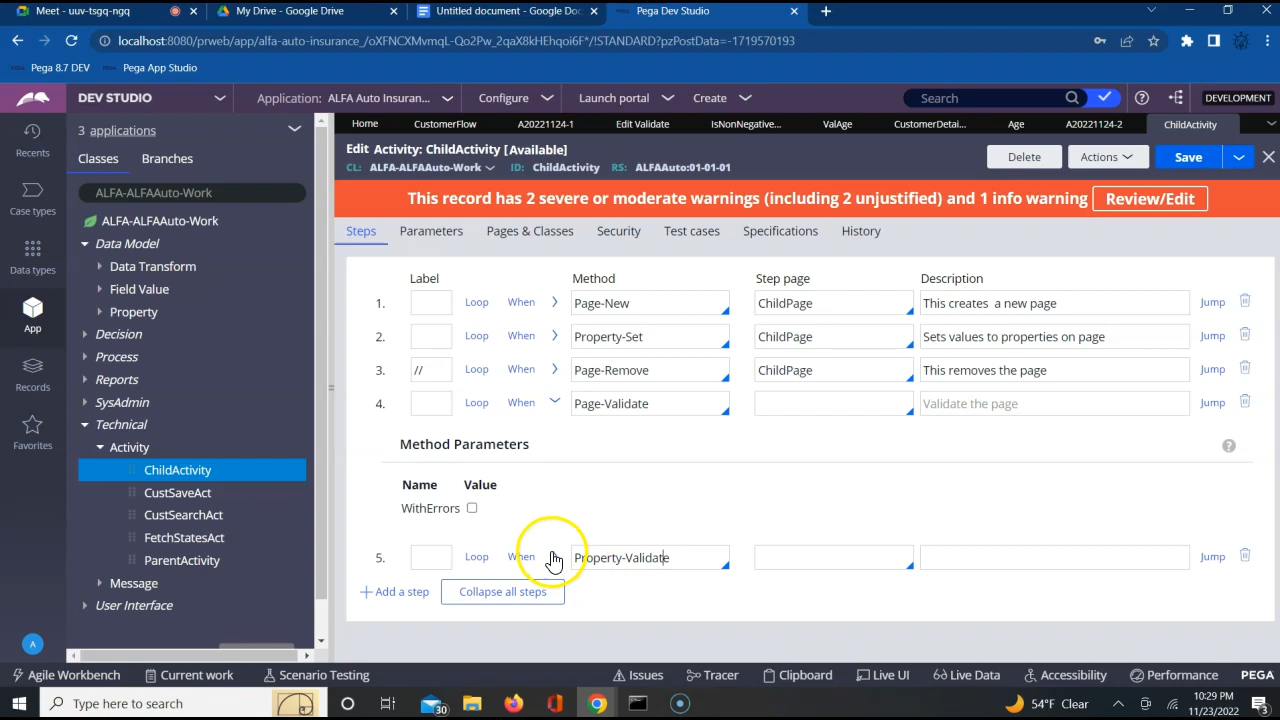 Meet - uuv-tsgq-ngq
My Drive - Google Drive
Untitled document - Google Doc
Pega Dev Studio
localhost:8080/prweb/app/alfa-auto-insurance_/oXFNCXMvmqL-Qo2Pw_2qaX8kHEhqoi6F*/!STANDARD?pzPostData=-1719570193
Pega 8.7 DEV
Pega App Studio
DEV STUDIO
Application: ALFA Auto Insuran...
Configure
Launch portal
Create
Search
DEVELOPMENT
3 applications
Home
CustomerFlow
A20221124-1
Edit Validate
IsNonNegative...
ValAge
CustomerDetai...
Age
A20221124-2
ChildActivity
Recents
Case types
Data types
App
Records
Favorites
A
Classes
Branches
ALFA-ALFAAuto-Work
ALFA-ALFAAuto-Work
Data Model
Data Transform
Field Value
Property
Decision
Process
Reports
SysAdmin
Technical
Activity
ChildActivity
CustSaveAct
CustSearchAct
FetchStatesAct
ParentActivity
Message
User Interface
Edit Activity: ChildActivity [Available]
CL: ALFA-ALFAAuto-Work ID: ChildActivity RS: ALFAAuto:01-01-01
Delete
Actions
Save
This record has 2 severe or moderate warnings (including 2 unjustified) and 1 info warning
Review/Edit
Steps
Parameters
Pages & Classes
Security
Test cases
Specifications
History
Label Method Step page Description
1. Loop When Page-New ChildPage This creates a new page Jump
2. Loop When Property-Set ChildPage Sets values to properties on page Jump
3. // Loop When Page-Remove ChildPage This removes the page Jump
4. Loop When Page-Validate Validate the page Jump
Method Parameters
?
Name Value
WithErrors
5. Loop When Property-Validate Jump
Add a step
Collapse all steps
Agile Workbench
Current work
Scenario Testing
Issues
Tracer
Clipboard
Live UI
Live Data
Accessibility
Performance
PEGA
Type here to search
30
54°F Clear
10:29 PM
11/23/2022
3